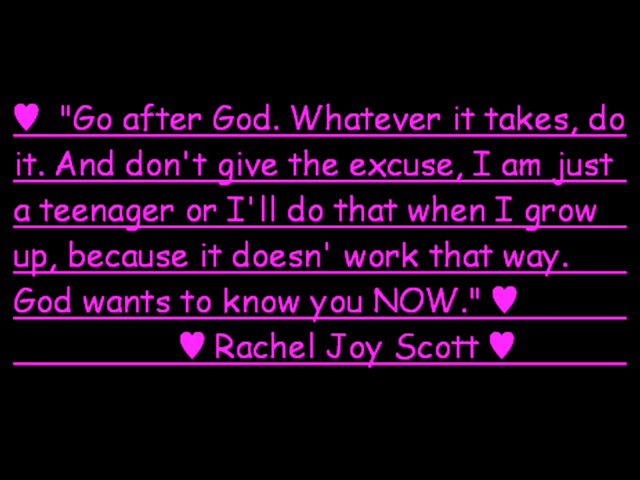 ♥ "Go after God. Whatever it takes, do
it. And don't give the excuse, I am just
a teenager or I'll do that when I grow
up, because it doesn' work that way.
God wants to know you NOW." ♥
♥ Rachel Joy Scott ♥